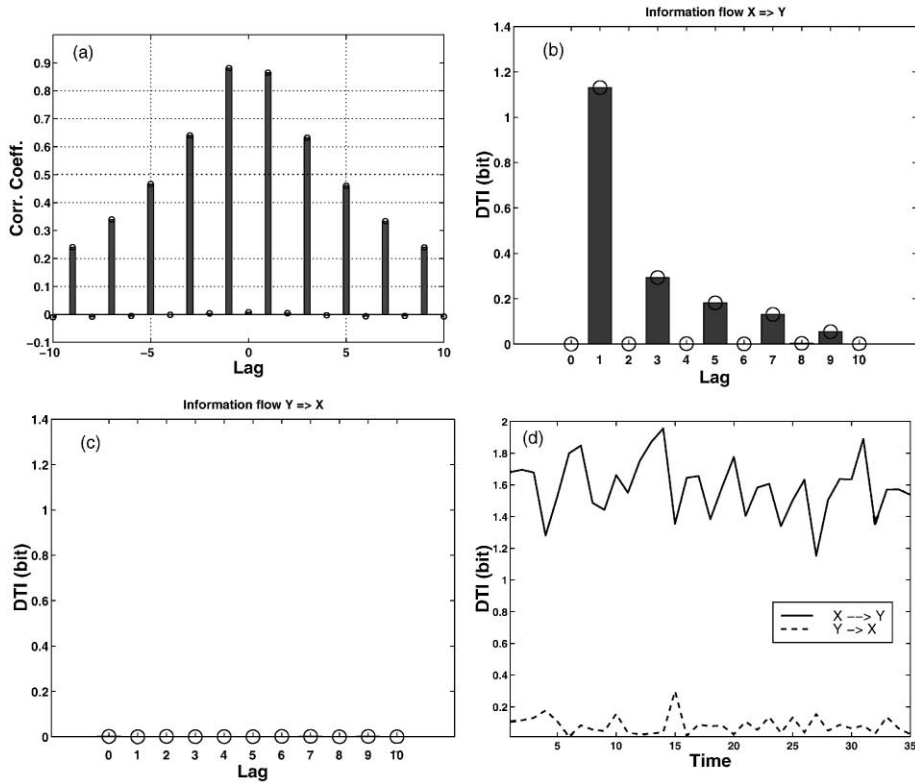 (a)
Corr. Coeff.
0.9
0.8
0.7
0.6
0.5
0.4
0.3
0.2
0.1
0
−0.1
−10 −5 0 5 10
Lag
Information flow X => Y
(b)
DTI (bit)
1.4
1.2
1
0.8
0.6
0.4
0.2
0
0 1 2 3 4 5 6 7 8 9 10
Lag
Information flow Y => X
(c)
DTI (bit)
1.4
1.2
1
0.8
0.6
0.4
0.2
0
0 1 2 3 4 5 6 7 8 9 10
Lag
(d)
DTI (bit)
2
1.8
1.6
1.4
1.2
1
0.8
0.6
0.4
0.2
X −−> Y
Y −> X
5 10 15 20 25 30 35
Time